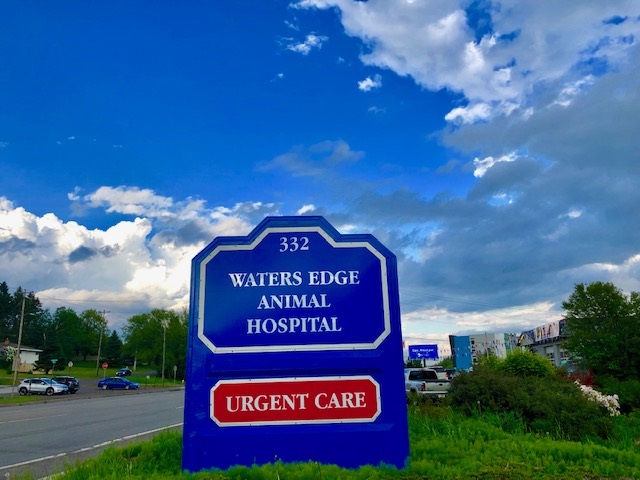 332
WATERS EDGE
ANIMAL
HOSPITAL
URGENT CARE